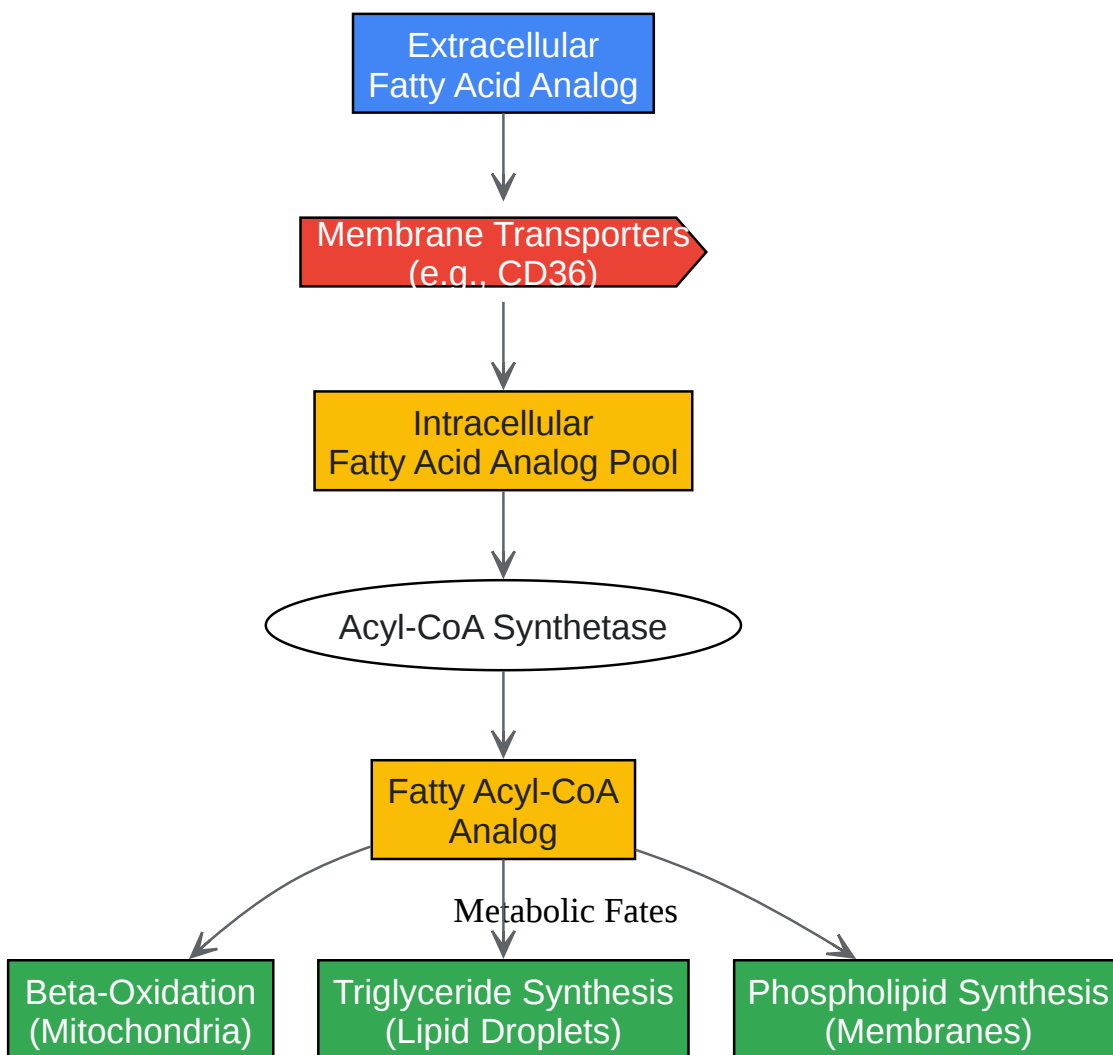 Extracellular
Fatty Acid Analog
Membrane Transporters
(e.g., CD36)
Intracellular
Fatty Acid Analog Pool
Acyl-CoA Synthetase
Fatty Acyl-CoA
Analog
Metabolic Fates
Beta-Oxidation
(Mitochondria)
Triglyceride Synthesis
(Lipid Droplets)
Phospholipid Synthesis
(Membranes)